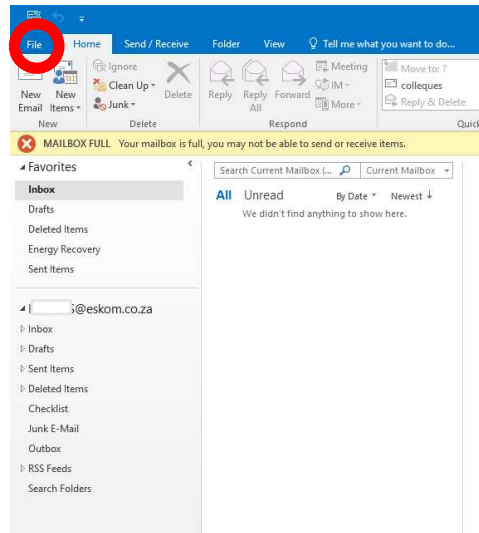 File Home Send / Receive Folder View Tell me what you want to do...
Ignore
Clean Up
Junk
Delete
New Email
New Items
Reply
Reply All
Forward
Meeting
IM
More
Move to: ?
colleques
Reply & Delete
New Delete Respond Quick
MAILBOX FULL Your mailbox is full, you may not be able to send or receive items.
Favorites
Inbox
Drafts
Deleted Items
Energy Recovery
Sent Items
@eskom.co.za
Inbox
Drafts
Sent Items
Deleted Items
Checklist
Junk E-Mail
Outbox
RSS Feeds
Search Folders
Search Current Mailbox (... Current Mailbox
All Unread By Date Newest ↓
We didn't find anything to show here.